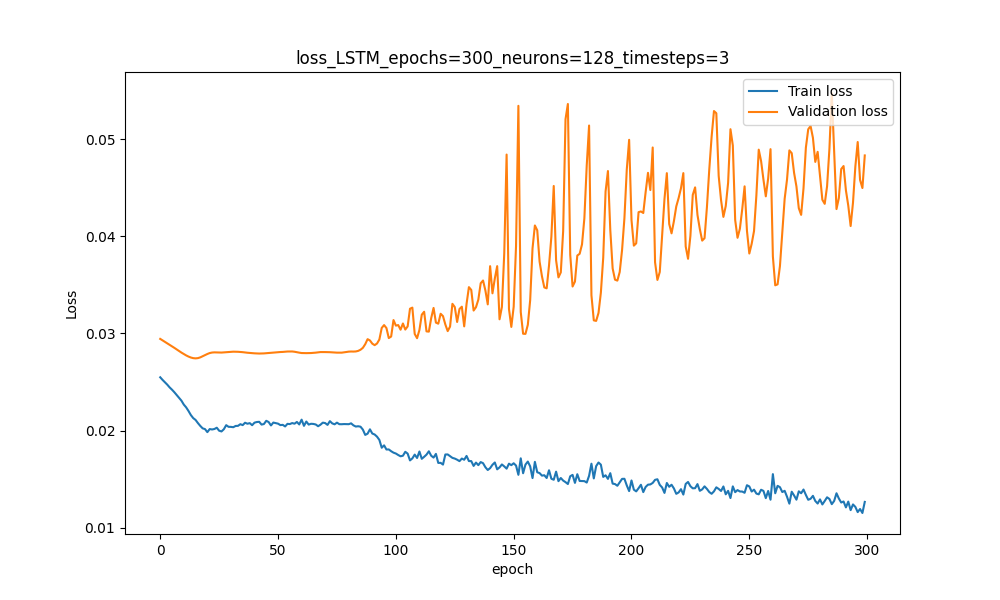 loss_LSTM_epochs=300_neurons=128_timesteps=3
Train loss
Validation loss
Loss
0.05
0.04
0.03
0.02
0.01
0 50 100 150 200 250 300
epoch